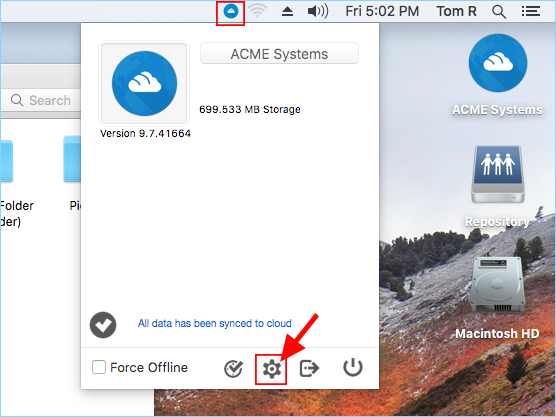 Fri 5:02 PM Tom R
ACME Systems
Search
699.533 MB Storage
ACME Systems
Version 9.7.41664
Folder
Pi
der)
Repository
All data has been synced to cloud
Macintosh HD
Force Offline